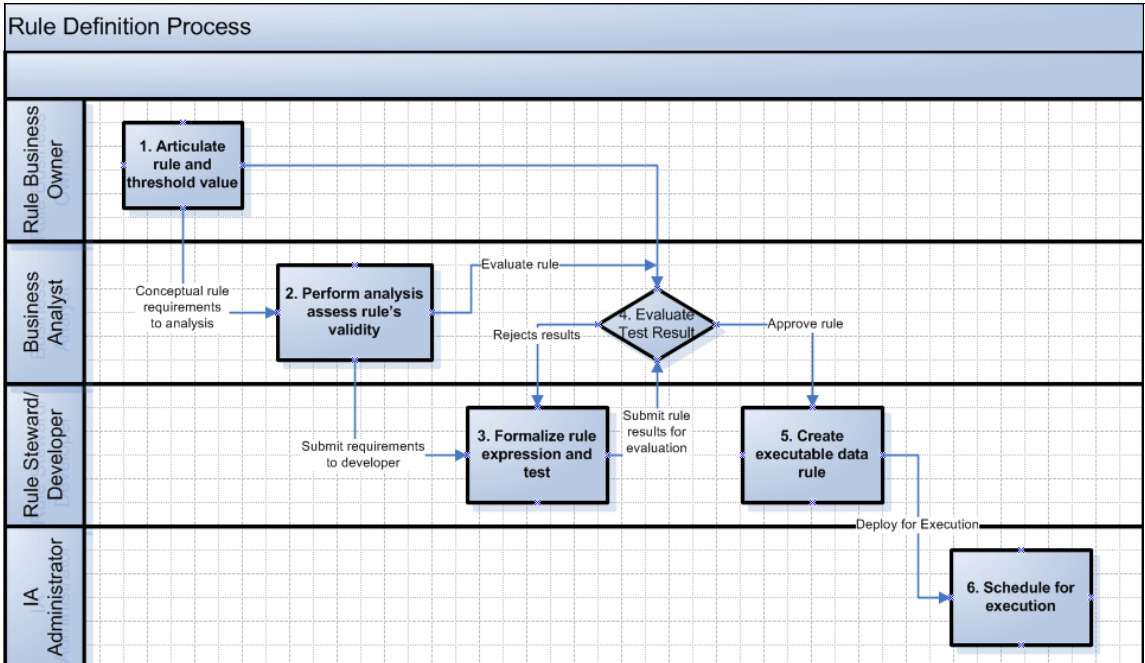 Rule Definition Process
Rule Business
Owner
1. Articulate
rule and
threshold value
Conceptual rule
requirements
to analysis
Business
Analyst
2. Perform analysis
assess rule's
validity
Evaluate rule
4. Evaluate
Test Result
Rejects results
Approve rule
Submit requirements
to developer
Rule Steward/
Developer
3. Formalize rule
expression and
test
Submit rule
results for
evaluation
5. Create
executable data
rule
Deploy for Execution
IA
Administrator
6. Schedule for
execution